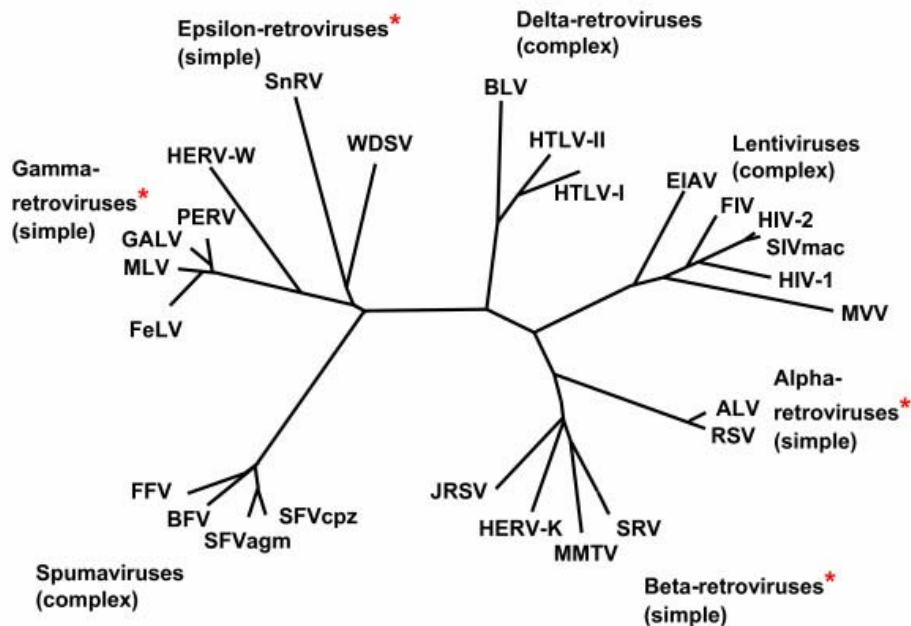 Epsilon-retroviruses*
(simple)
Delta-retroviruses
(complex)
SnRV
BLV
WDSV
HTLV-II
HTLV-I
Lentiviruses
(complex)
HERV-W
Gamma-
retroviruses*
(simple)
PERV
GALV
MLV
FeLV
EIAV
FIV
HIV-2
SIVmac
HIV-1
MVV
Alpha-
retroviruses*
(simple)
ALV
RSV
FFV
BFV
SFVagm
SFVcpz
JRSV
HERV-K
MMTV
SRV
Spumaviruses
(complex)
Beta-retroviruses*
(simple)